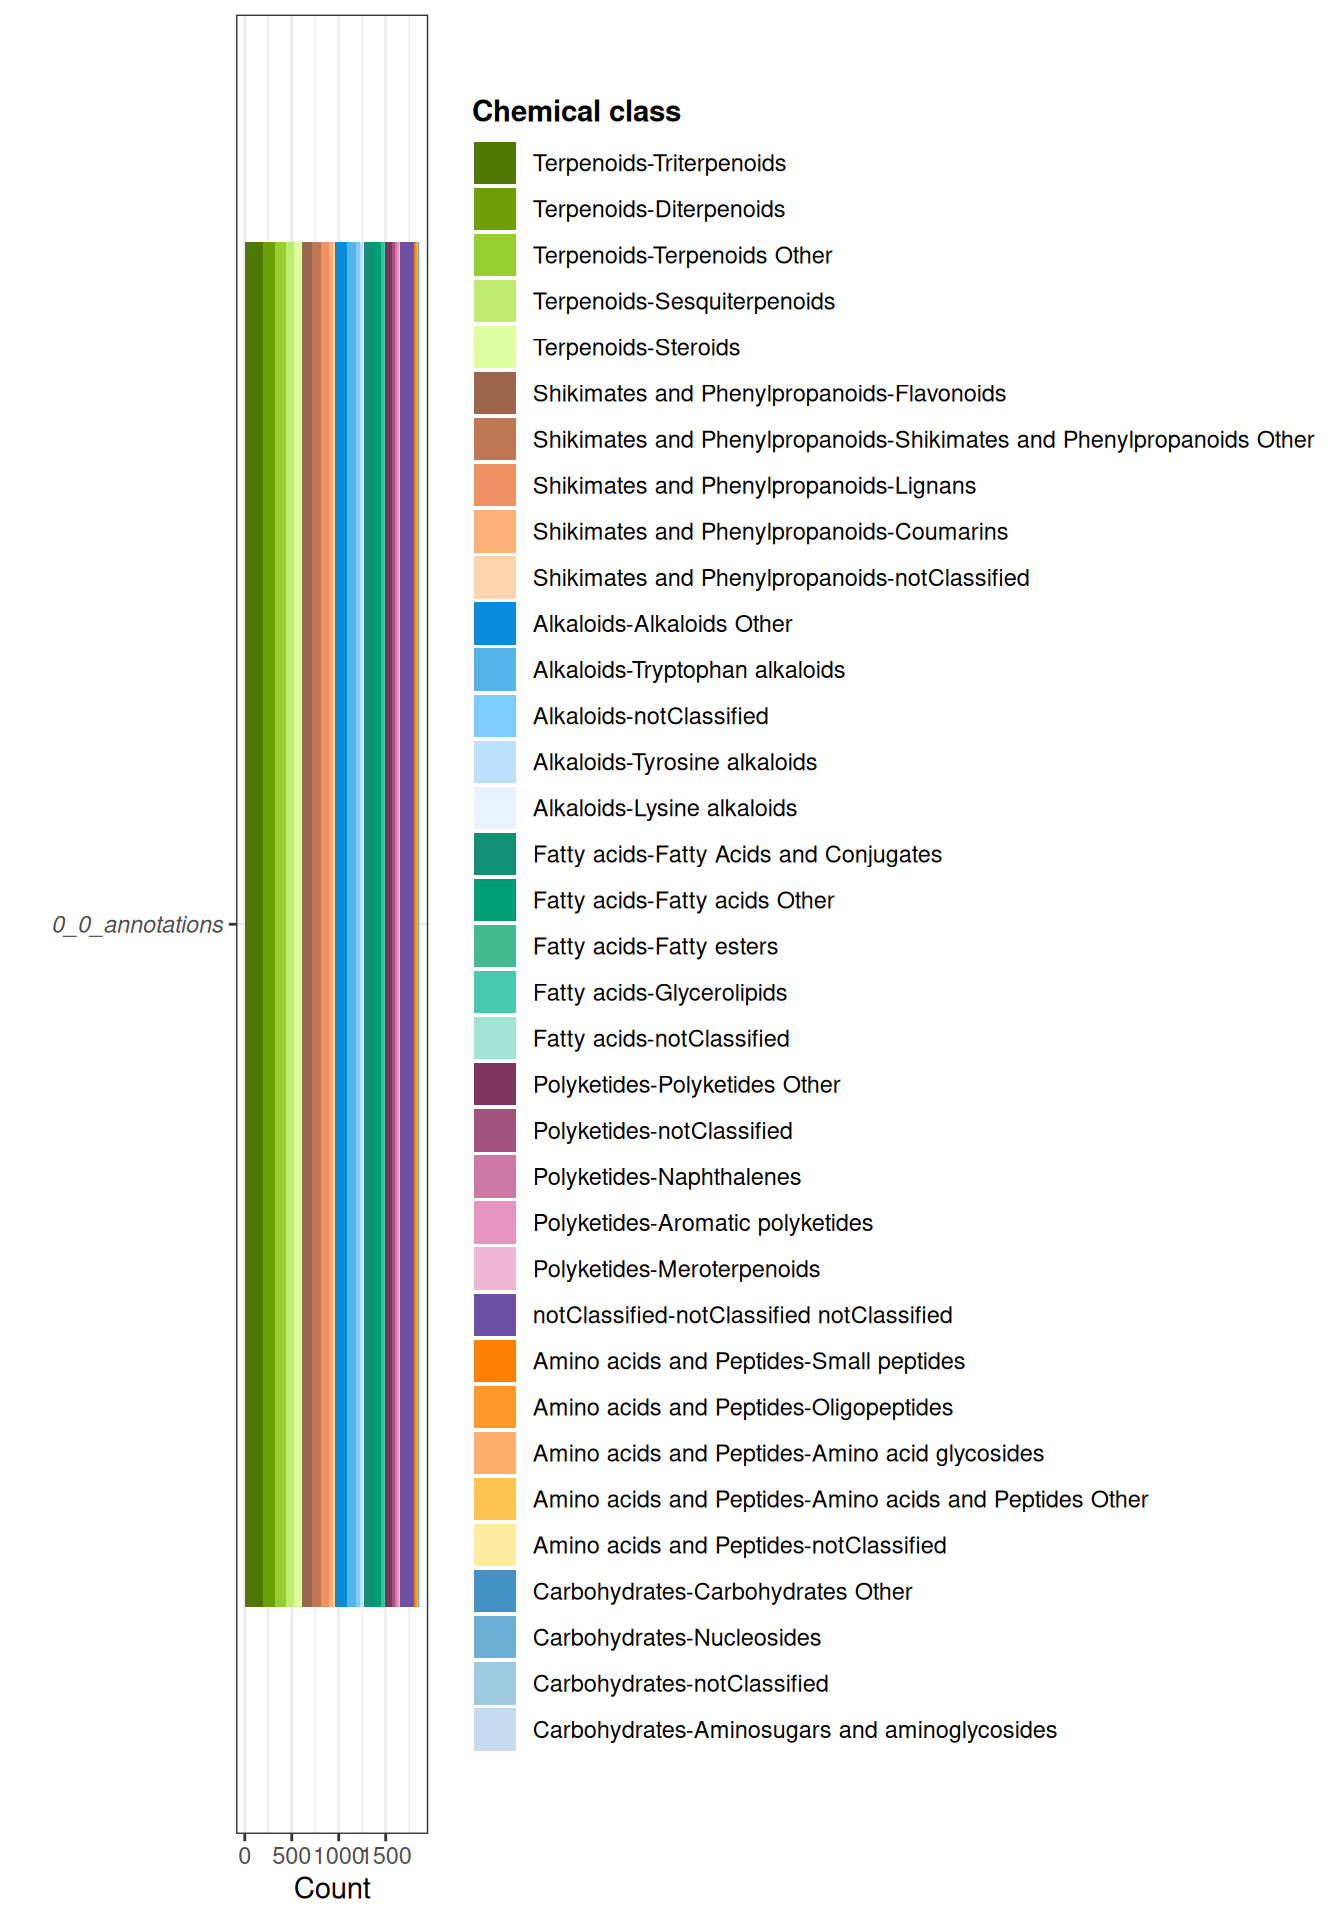 Chemical class
Terpenoids-Triterpenoids
Terpenoids-Diterpenoids
Terpenoids-Terpenoids Other
Terpenoids-Sesquiterpenoids
Terpenoids-Steroids
Shikimates and Phenylpropanoids-Flavonoids
Shikimates and Phenylpropanoids-Shikimates and Phenylpropanoids Other
Shikimates and Phenylpropanoids-Lignans
Shikimates and Phenylpropanoids-Coumarins
Shikimates and Phenylpropanoids-notClassified
Alkaloids-Alkaloids Other
Alkaloids-Tryptophan alkaloids
Alkaloids-notClassified
Alkaloids-Tyrosine alkaloids
Alkaloids-Lysine alkaloids
Fatty acids-Fatty Acids and Conjugates
Fatty acids-Fatty acids Other
0_0_annotations
Fatty acids-Fatty esters
Fatty acids-Glycerolipids
Fatty acids-notClassified
Polyketides-Polyketides Other
Polyketides-notClassified
Polyketides-Naphthalenes
Polyketides-Aromatic polyketides
Polyketides-Meroterpenoids
notClassified-notClassified notClassified
Amino acids and Peptides-Small peptides
Amino acids and Peptides-Oligopeptides
Amino acids and Peptides-Amino acid glycosides
Amino acids and Peptides-Amino acids and Peptides Other
Amino acids and Peptides-notClassified
Carbohydrates-Carbohydrates Other
Carbohydrates-Nucleosides
Carbohydrates-notClassified
Carbohydrates-Aminosugars and aminoglycosides
0 500 1000 1500
Count